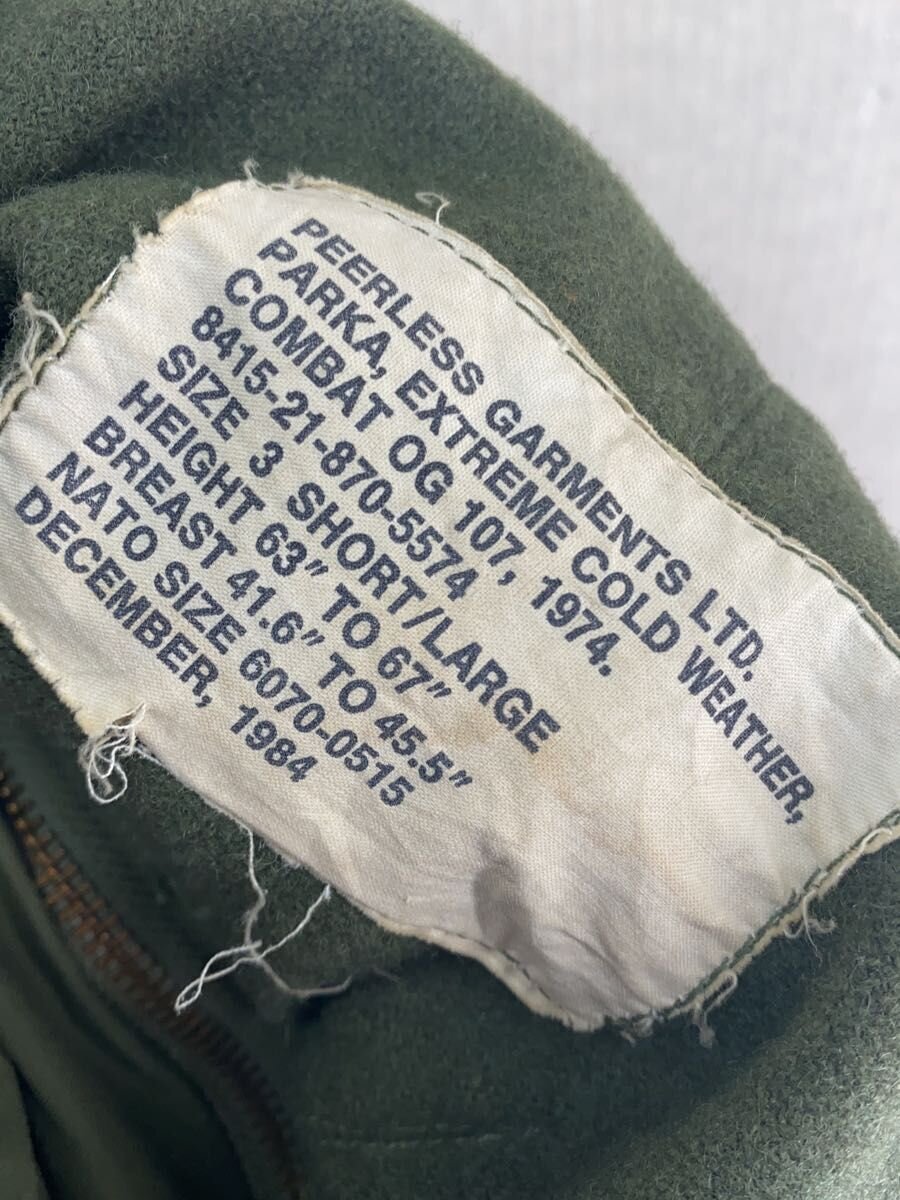 PEERLESS GARMENTS LTD.
PARKA, EXTREME COLD WEATHER,
COMBAT OG 107, 1974.
8415-21-870-5574
SIZE 3 SHORT/LARGE
HEIGHT 63" TO 67"
BREAST 41.6" TO 45.5"
NATO SIZE 6070-0515
DECEMBER, 1984